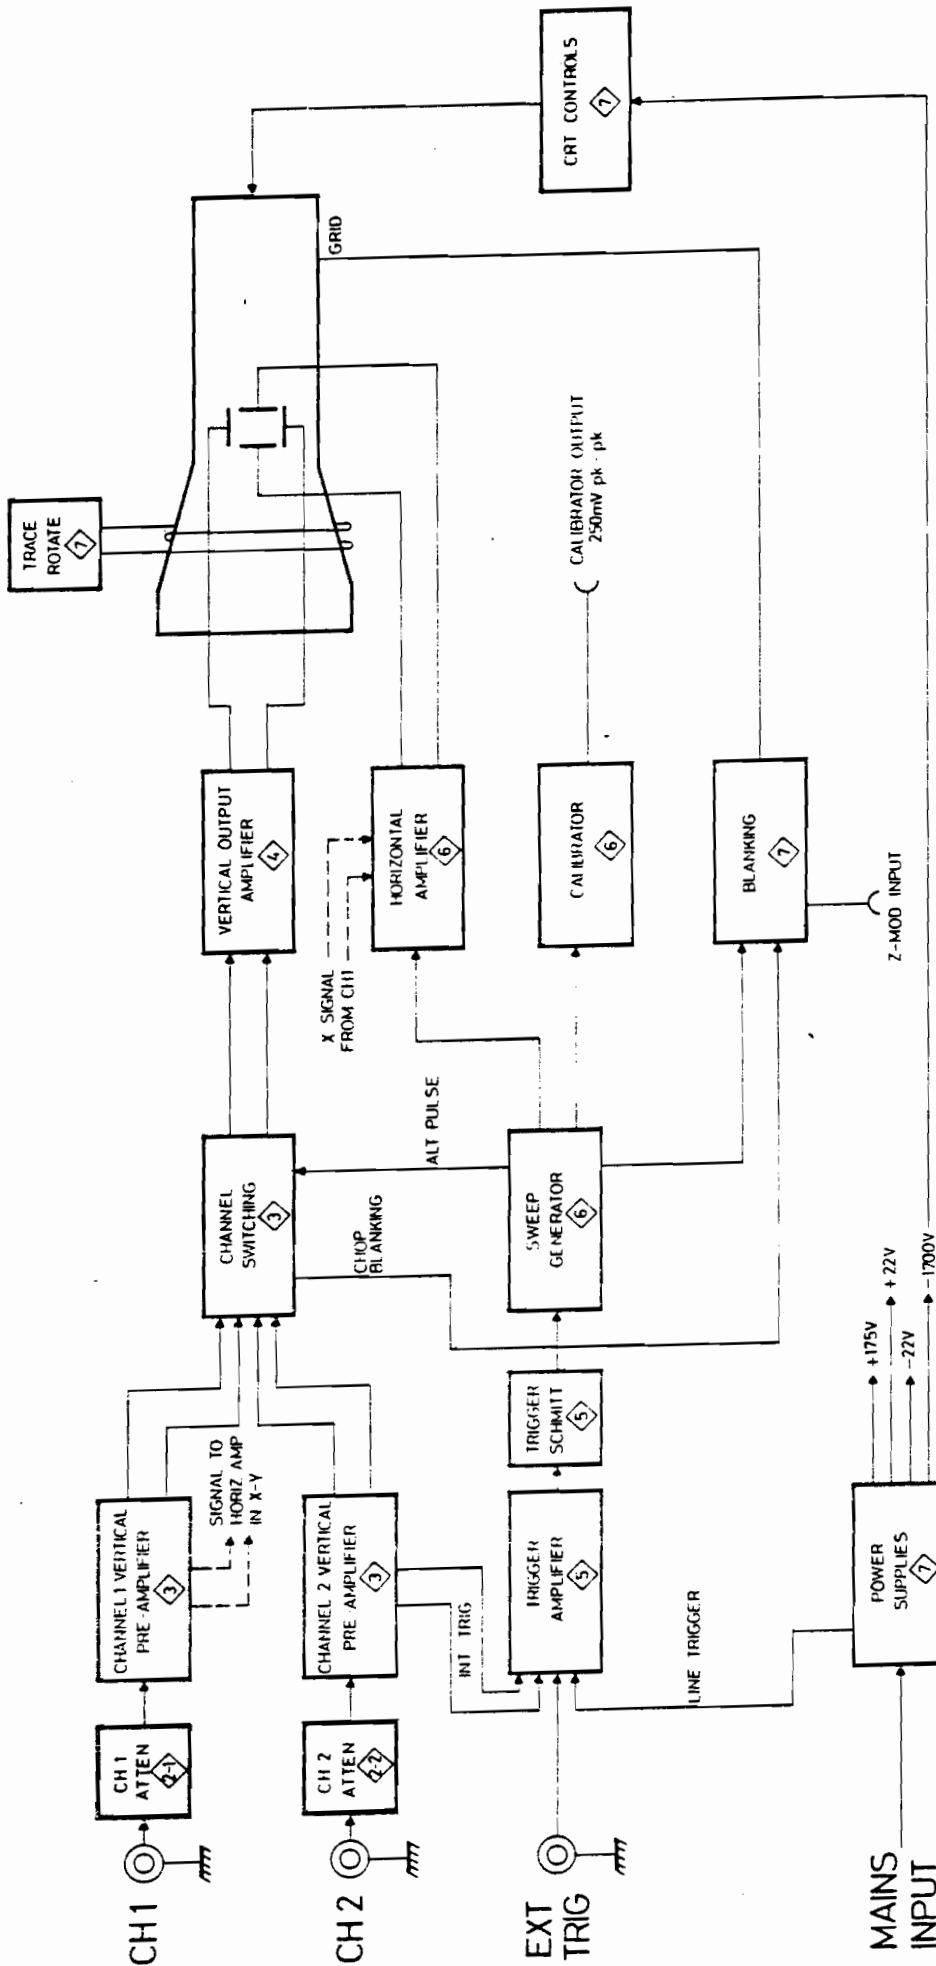 CH 1
CH 1
ATTEN
2-1
CHANNEL 1 VERTICAL
PRE-AMPLIFIER
3
SIGNAL TO
HORIZ AMP
IN X-Y
CHANNEL
SWITCHING
3
VERTICAL OUTPUT
AMPLIFIER
4
TRACE
ROTATE
7
GRID
CH 2
CH 2
ATTEN
2-2
CHANNEL 2 VERTICAL
PRE-AMPLIFIER
3
INT TRIG
CHOP
BLANKING
ALT PULSE
X SIGNAL
FROM CH1
HORIZONTAL
AMPLIFIER
6
EXT
TRIG
TRIGGER
AMPLIFIER
5
TRIGGER
SCHMITT
5
SWEEP
GENERATOR
6
CALIBRATOR
6
CALIBRATOR OUTPUT
250mV pk - pk
CRT CONTROLS
7
LINE TRIGGER
BLANKING
7
Z-MOD INPUT
MAINS
INPUT
POWER
SUPPLIES
7
+175V
+22V
-22V
-1700V